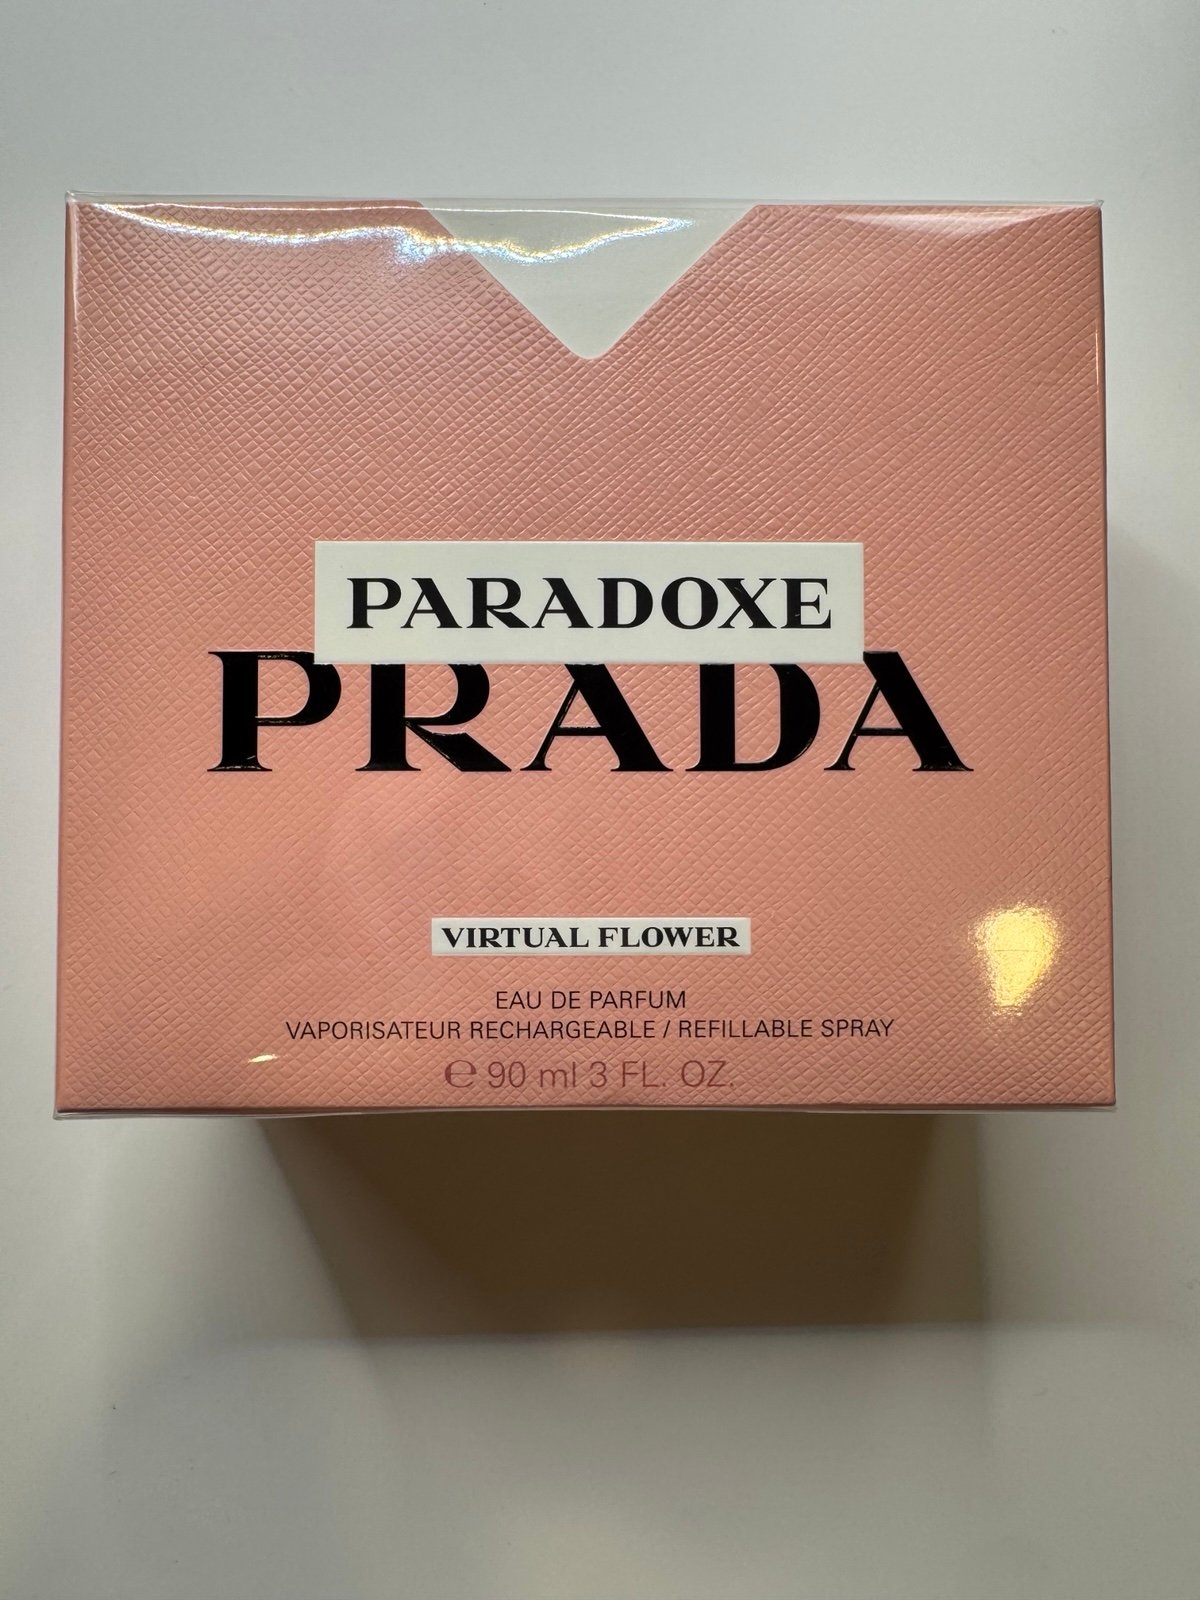 PARADOXE
PRADA
VIRTUAL FLOWER
EAU DE PARFUM
VAPORISATEUR RECHARGEABLE / REFILLABLE SPRAY
℮ 90 ml 3 FL. OZ.